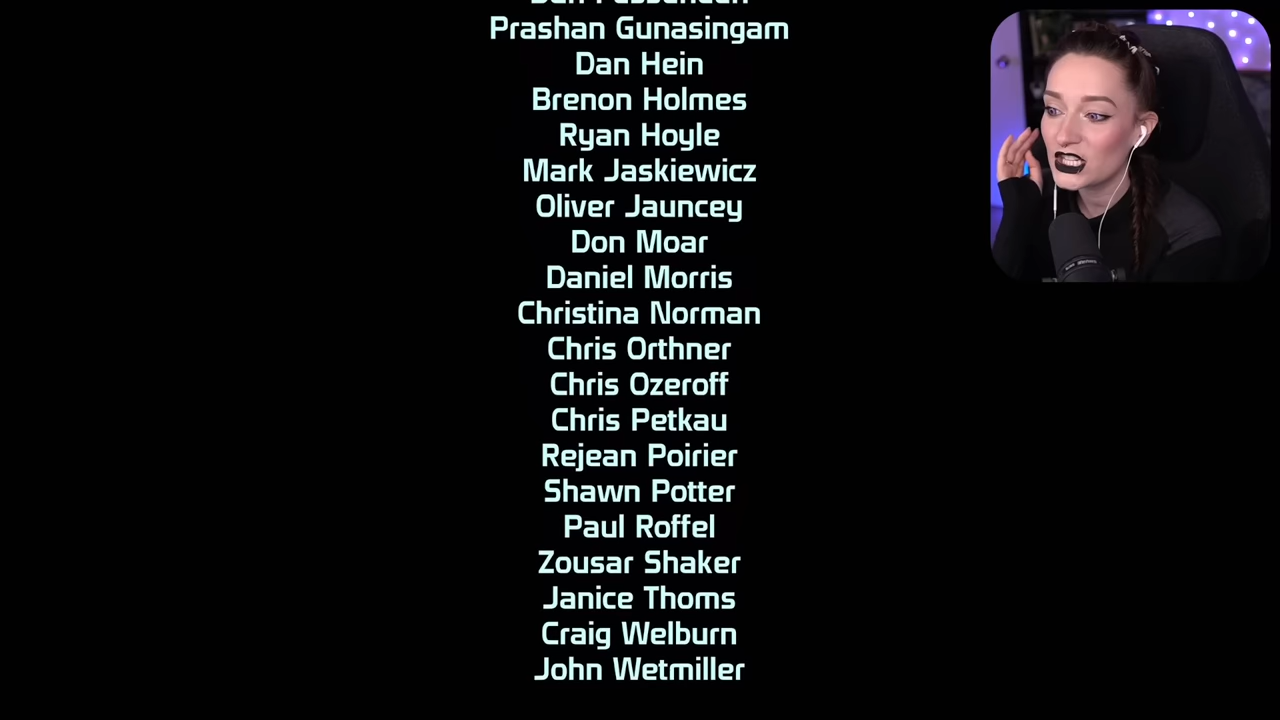 Prashan Gunasingam
Dan Hein
Brenon Holmes
Ryan Hoyle
Mark Jaskiewicz
Oliver Jauncey
Don Moar
Daniel Morris
Christina Norman
Chris Orthner
Chris Ozeroff
Chris Petkau
Rejean Poirier
Shawn Potter
Paul Roffel
Zousar Shaker
Janice Thoms
Craig Welburn
John Wetmiller